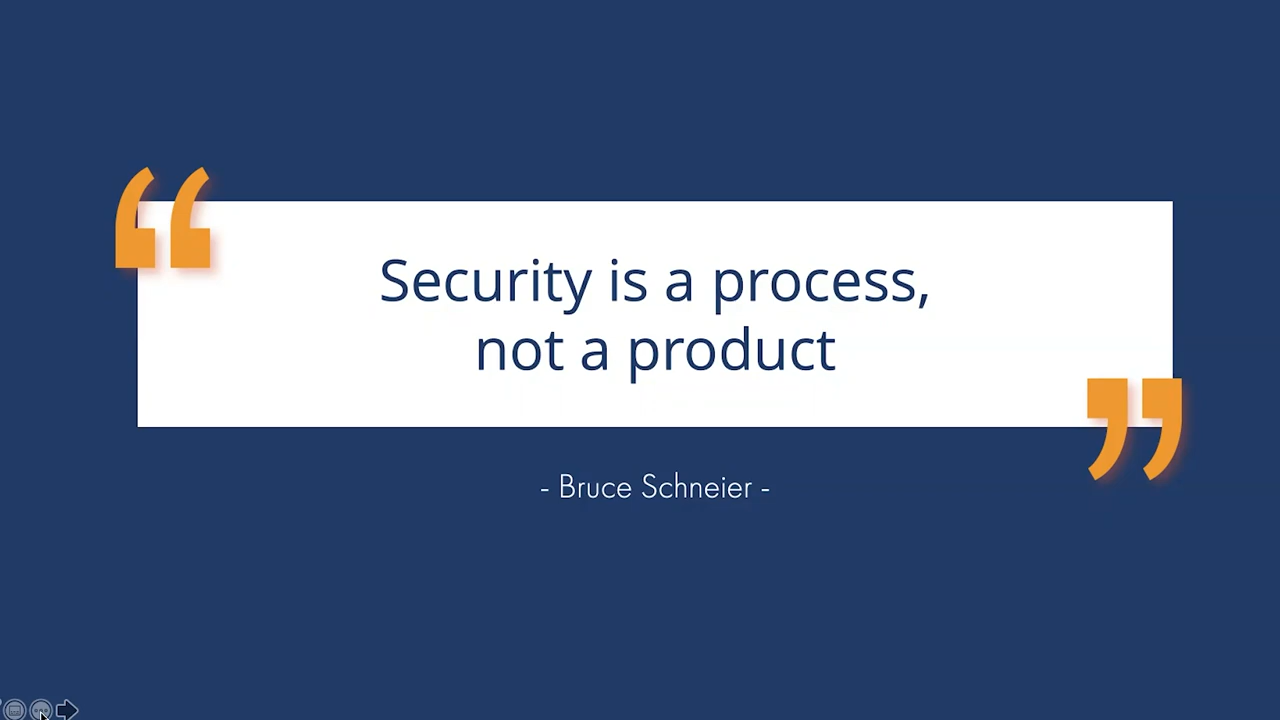 “
Security is a process,
not a product
”
- Bruce Schneier -